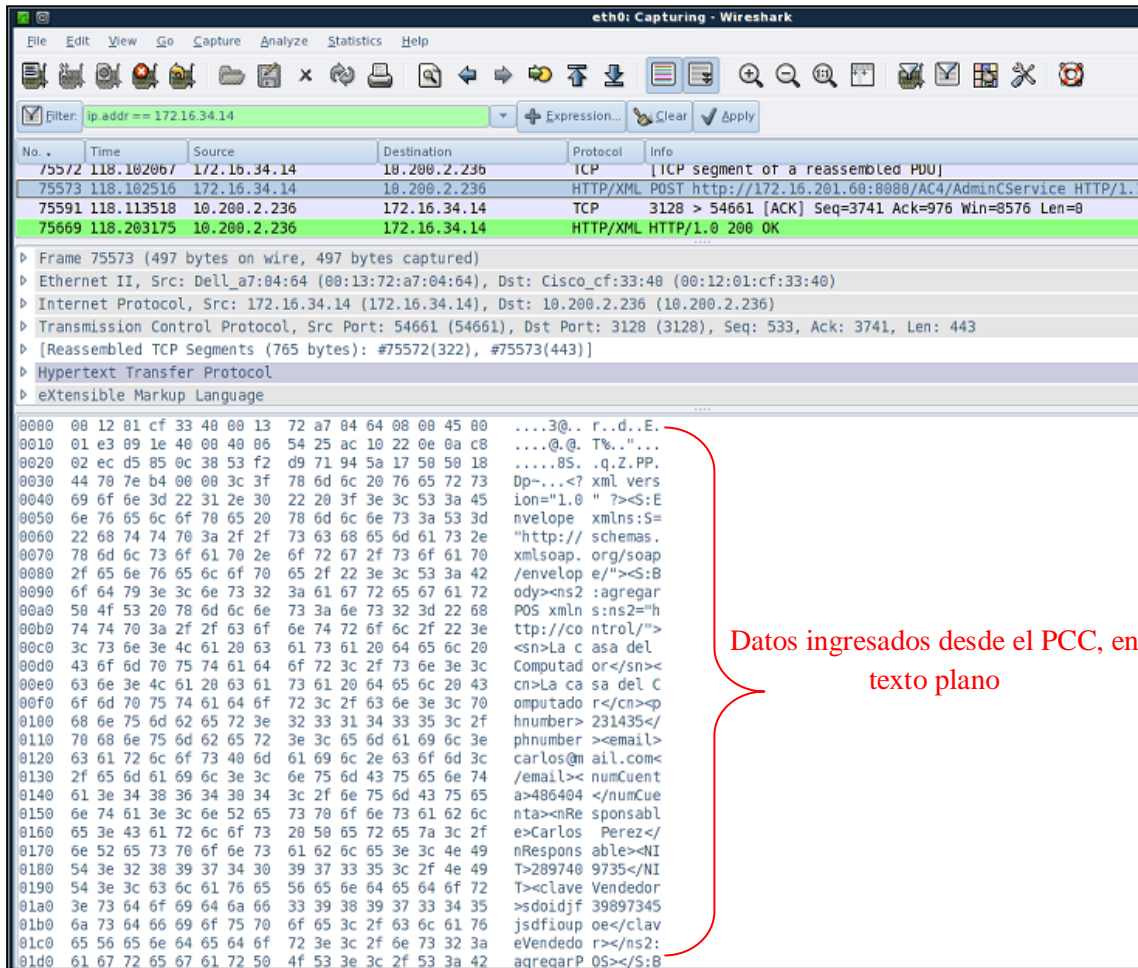 eth0: Capturing - Wireshark
File Edit View Go Capture Analyze Statistics Help
Filter: ip.addr == 172.16.34.14 Expression... Clear Apply
No. . Time Source Destination Protocol Info
75572 118.102067 172.16.34.14 10.200.2.236 TCP [TCP segment of a reassembled PDU]
75573 118.102516 172.16.34.14 10.200.2.236 HTTP/XML POST http://172.16.201.60:8080/AC4/AdminCService HTTP/1.
75591 118.113518 10.200.2.236 172.16.34.14 TCP 3128 > 54661 [ACK] Seq=3741 Ack=976 Win=8576 Len=0
75669 118.203175 10.200.2.236 172.16.34.14 HTTP/XML HTTP/1.0 200 OK
Frame 75573 (497 bytes on wire, 497 bytes captured)
Ethernet II, Src: Dell_a7:04:64 (00:13:72:a7:04:64), Dst: Cisco_cf:33:40 (00:12:01:cf:33:40)
Internet Protocol, Src: 172.16.34.14 (172.16.34.14), Dst: 10.200.2.236 (10.200.2.236)
Transmission Control Protocol, Src Port: 54661 (54661), Dst Port: 3128 (3128), Seq: 533, Ack: 3741, Len: 443
[Reassembled TCP Segments (765 bytes): #75572(322), #75573(443)]
Hypertext Transfer Protocol
eXtensible Markup Language
0000 00 12 01 cf 33 40 00 13 72 a7 04 64 08 00 45 00 ....3@.. r..d..E.
0010 01 e3 09 1e 40 00 40 06 54 25 ac 10 22 0e 0a c8 ....@.@. T%.."...
0020 02 ec d5 85 0c 38 53 f2 d9 71 94 5a 17 50 50 18 .....8S. .q.Z.PP.
0030 44 70 7e b4 00 00 3c 3f 78 6d 6c 20 76 65 72 73 Dp~...<? xml vers
0040 69 6f 6e 3d 22 31 2e 30 22 20 3f 3e 3c 53 3a 45 ion="1.0 " ?><S:E
0050 6e 76 65 6c 6f 70 65 20 78 6d 6c 6e 73 3a 53 3d nvelope xmlns:S=
0060 22 68 74 74 70 3a 2f 2f 73 63 68 65 6d 61 73 2e "http:// schemas.
0070 78 6d 6c 73 6f 61 70 2e 6f 72 67 2f 73 6f 61 70 xmlsoap. org/soap
0080 2f 65 6e 76 65 6c 6f 70 65 2f 22 3e 3c 53 3a 42 /envelop e/"><S:B
0090 6f 64 79 3e 3c 6e 73 32 3a 61 67 72 65 67 61 72 ody><ns2 :agregar
00a0 50 4f 53 20 78 6d 6c 6e 73 3a 6e 73 32 3d 22 68 POS xmln s:ns2="h
00b0 74 74 70 3a 2f 2f 63 6f 6e 74 72 6f 6c 2f 22 3e ttp://co ntrol/">
00c0 3c 73 6e 3e 4c 61 20 63 61 73 61 20 64 65 6c 20 <sn>La c asa del
00d0 43 6f 6d 70 75 74 61 64 6f 72 3c 2f 73 6e 3e 3c Computad or</sn><
00e0 63 6e 3e 4c 61 20 63 61 73 61 20 64 65 6c 20 43 cn>La ca sa del C
00f0 6f 6d 70 75 74 61 64 6f 72 3c 2f 63 6e 3e 3c 70 omputado r</cn><p
0100 68 6e 75 6d 62 65 72 3e 32 33 31 34 33 35 3c 2f hnumber> 231435</
0110 70 68 6e 75 6d 62 65 72 3e 3c 65 6d 61 69 6c 3e phnumber ><email>
0120 63 61 72 6c 6f 73 40 6d 61 69 6c 2e 63 6f 6d 3c carlos@m ail.com<
0130 2f 65 6d 61 69 6c 3e 3c 6e 75 6d 43 75 65 6e 74 /email>< numCuent
0140 61 3e 34 38 36 34 30 34 3c 2f 6e 75 6d 43 75 65 a>486404 </numCue
0150 6e 74 61 3e 3c 6e 52 65 73 70 6f 6e 73 61 62 6c nta><nRe sponsabl
0160 65 3e 43 61 72 6c 6f 73 20 50 65 72 65 7a 3c 2f e>Carlos Perez</
0170 6e 52 65 73 70 6f 6e 73 61 62 6c 65 3e 3c 4e 49 nRespons able><NI
0180 54 3e 32 38 39 37 34 30 39 37 33 35 3c 2f 4e 49 T>289740 9735</NI
0190 54 3e 3c 63 6c 61 76 65 56 65 6e 64 65 64 6f 72 T><clave Vendedor
01a0 3e 73 64 6f 69 64 6a 66 33 39 38 39 37 33 34 35 >sdoidjf 39897345
01b0 6a 73 64 66 69 6f 75 70 6f 65 3c 2f 63 6c 61 76 jsdfioup oe</clav
01c0 65 56 65 6e 64 65 64 6f 72 3e 3c 2f 6e 73 32 3a eVendedo r></ns2:
01d0 61 67 72 65 67 61 72 50 4f 53 3e 3c 2f 53 3a 42 agregarP OS></S:B
Datos ingresados desde el PCC, en
texto plano